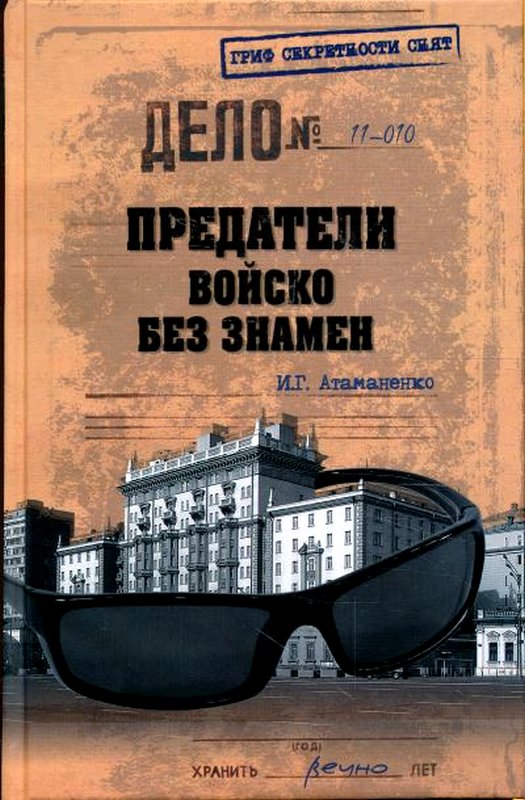 ГРИФ СЕКРЕТНОСТИ СНЯТ
ДЕЛО № 11-010
ПРЕДАТЕЛИ
ВОЙСКО
БЕЗ ЗНАМЕН
И.Г. Атаманенко
(ГОД)
ХРАНИТЬ вечно ЛЕТ